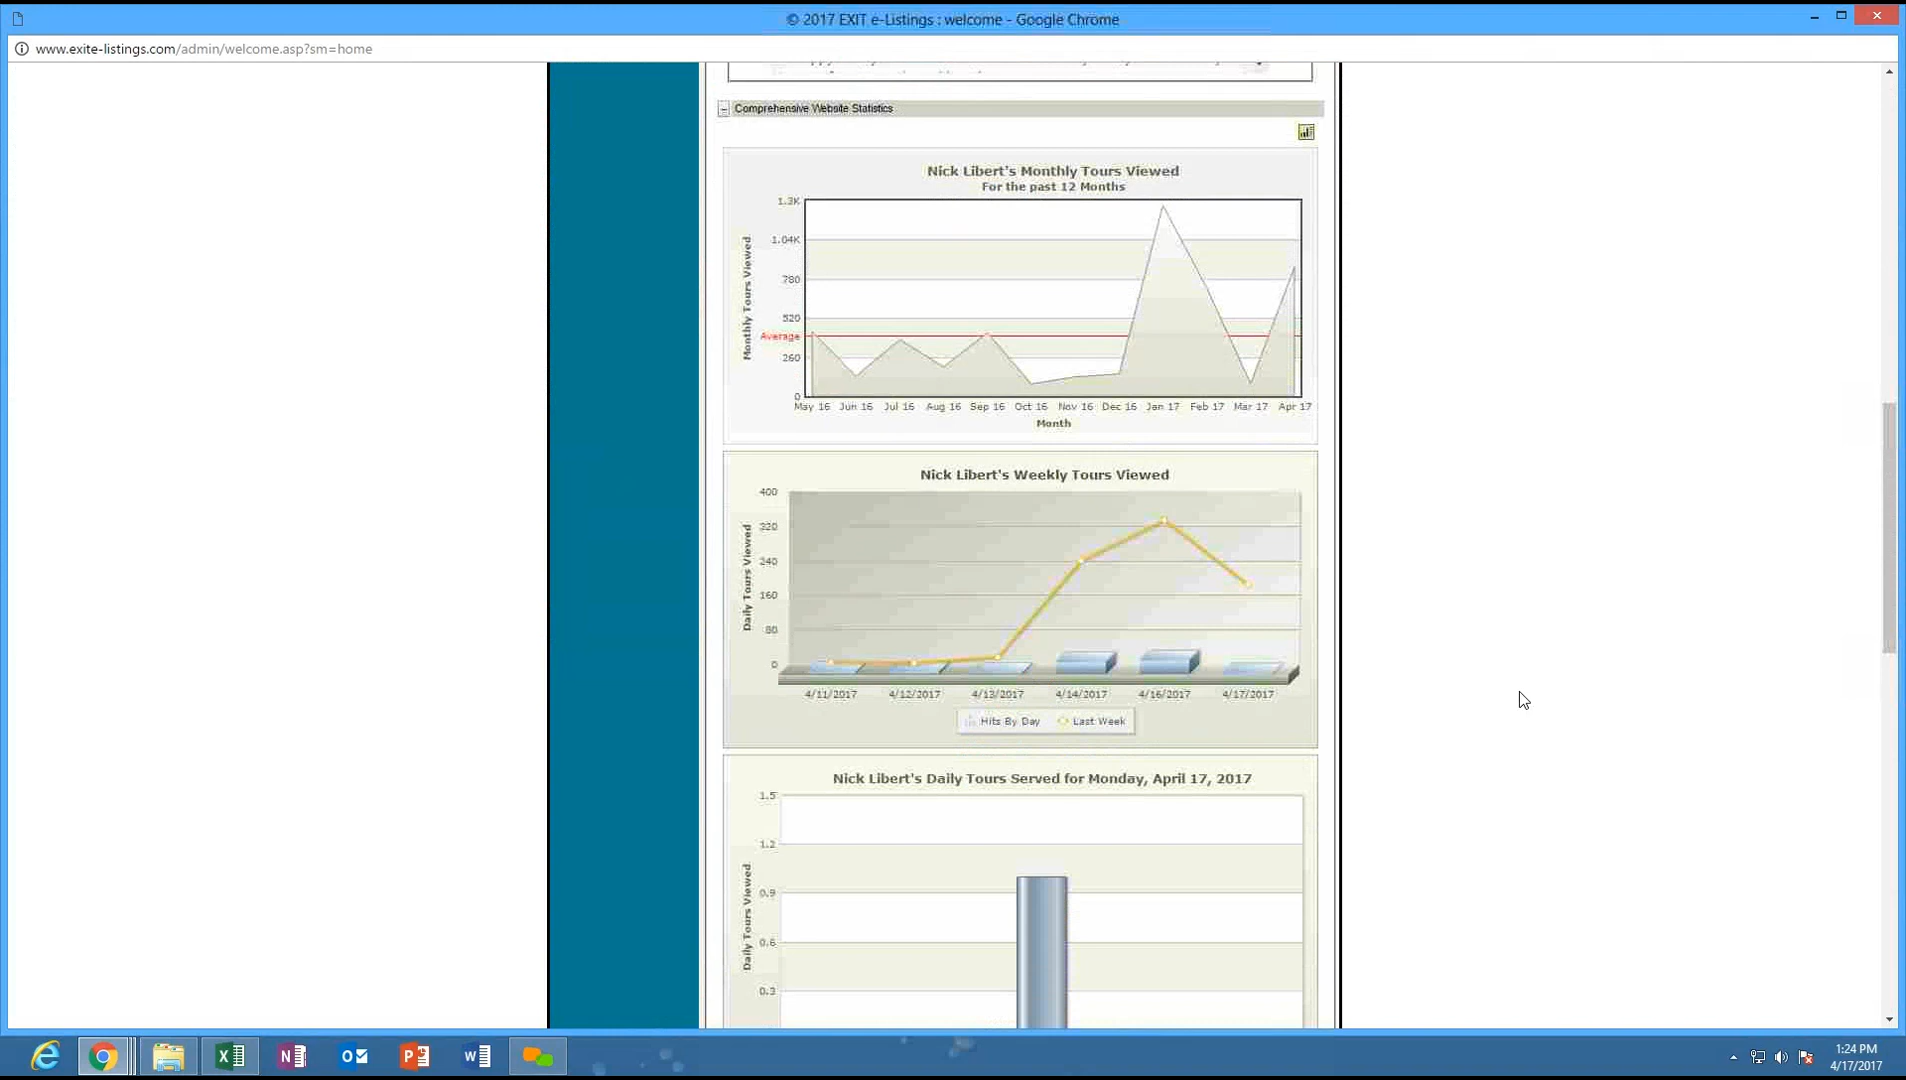 © 2017 EXIT e-Listings : welcome - Google Chrome
www.exite-listings.com/admin/welcome.asp?sm=home
Comprehensive Website Statistics
Nick Libert's Monthly Tours Viewed
For the past 12 Months
Monthly Tours Viewed
1.3K
1.04K
780
520
Average
260
0
May 16 Jun 16 Jul 16 Aug 16 Sep 16 Oct 16 Nov 16 Dec 16 Jan 17 Feb 17 Mar 17 Apr 17
Month
Nick Libert's Weekly Tours Viewed
Daily Tours Viewed
400
320
240
160
80
0
4/11/2017 4/12/2017 4/13/2017 4/14/2017 4/16/2017 4/17/2017
Hits By Day Last Week
Nick Libert's Daily Tours Served for Monday, April 17, 2017
Daily Tours Viewed
1.5
1.2
0.9
0.6
0.3
1:24 PM
4/17/2017